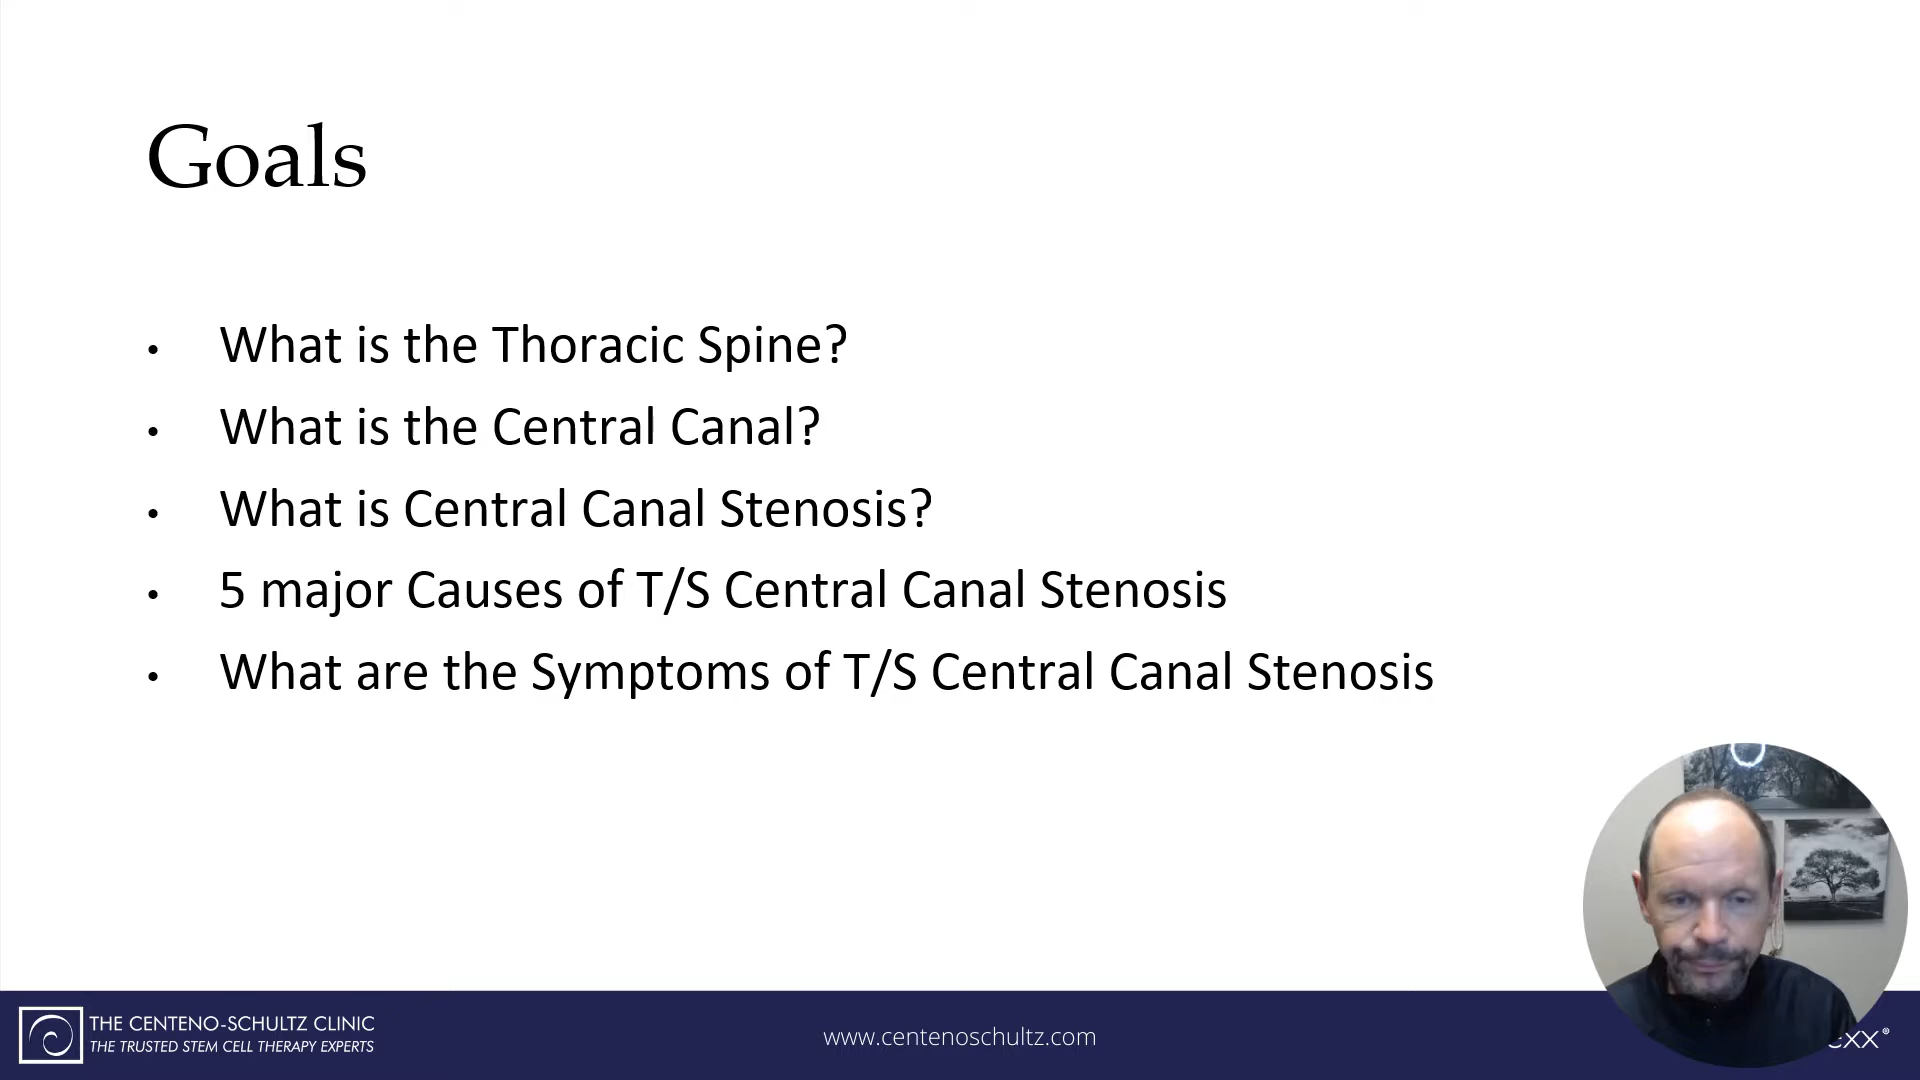 Goals
• What is the Thoracic Spine?
• What is the Central Canal?
• What is Central Canal Stenosis?
• 5 major Causes of T/S Central Canal Stenosis
• What are the Symptoms of T/S Central Canal Stenosis
THE CENTENO-SCHULTZ CLINIC
THE TRUSTED STEM CELL THERAPY EXPERTS
www.centenoschultz.com